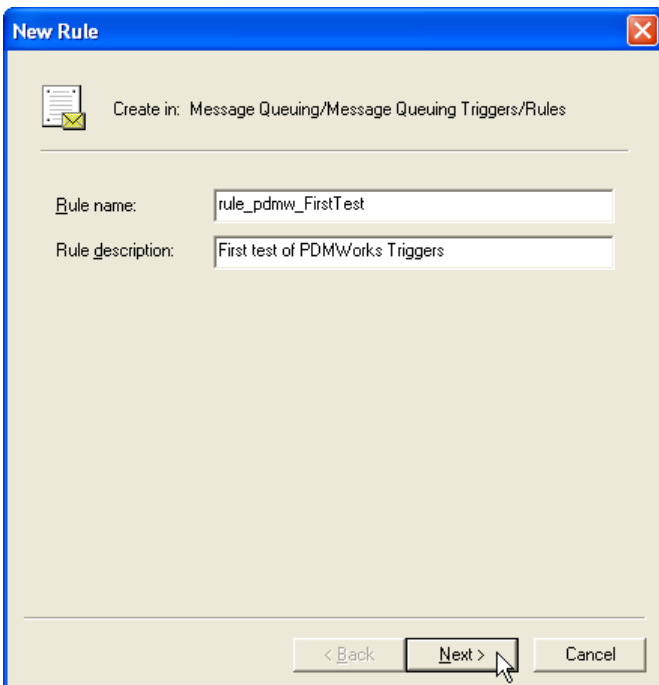 New Rule
Create in: Message Queuing/Message Queuing Triggers/Rules
Rule name: rule_pdmw_FirstTest
Rule description: First test of PDMWorks Triggers
< Back Next > Cancel